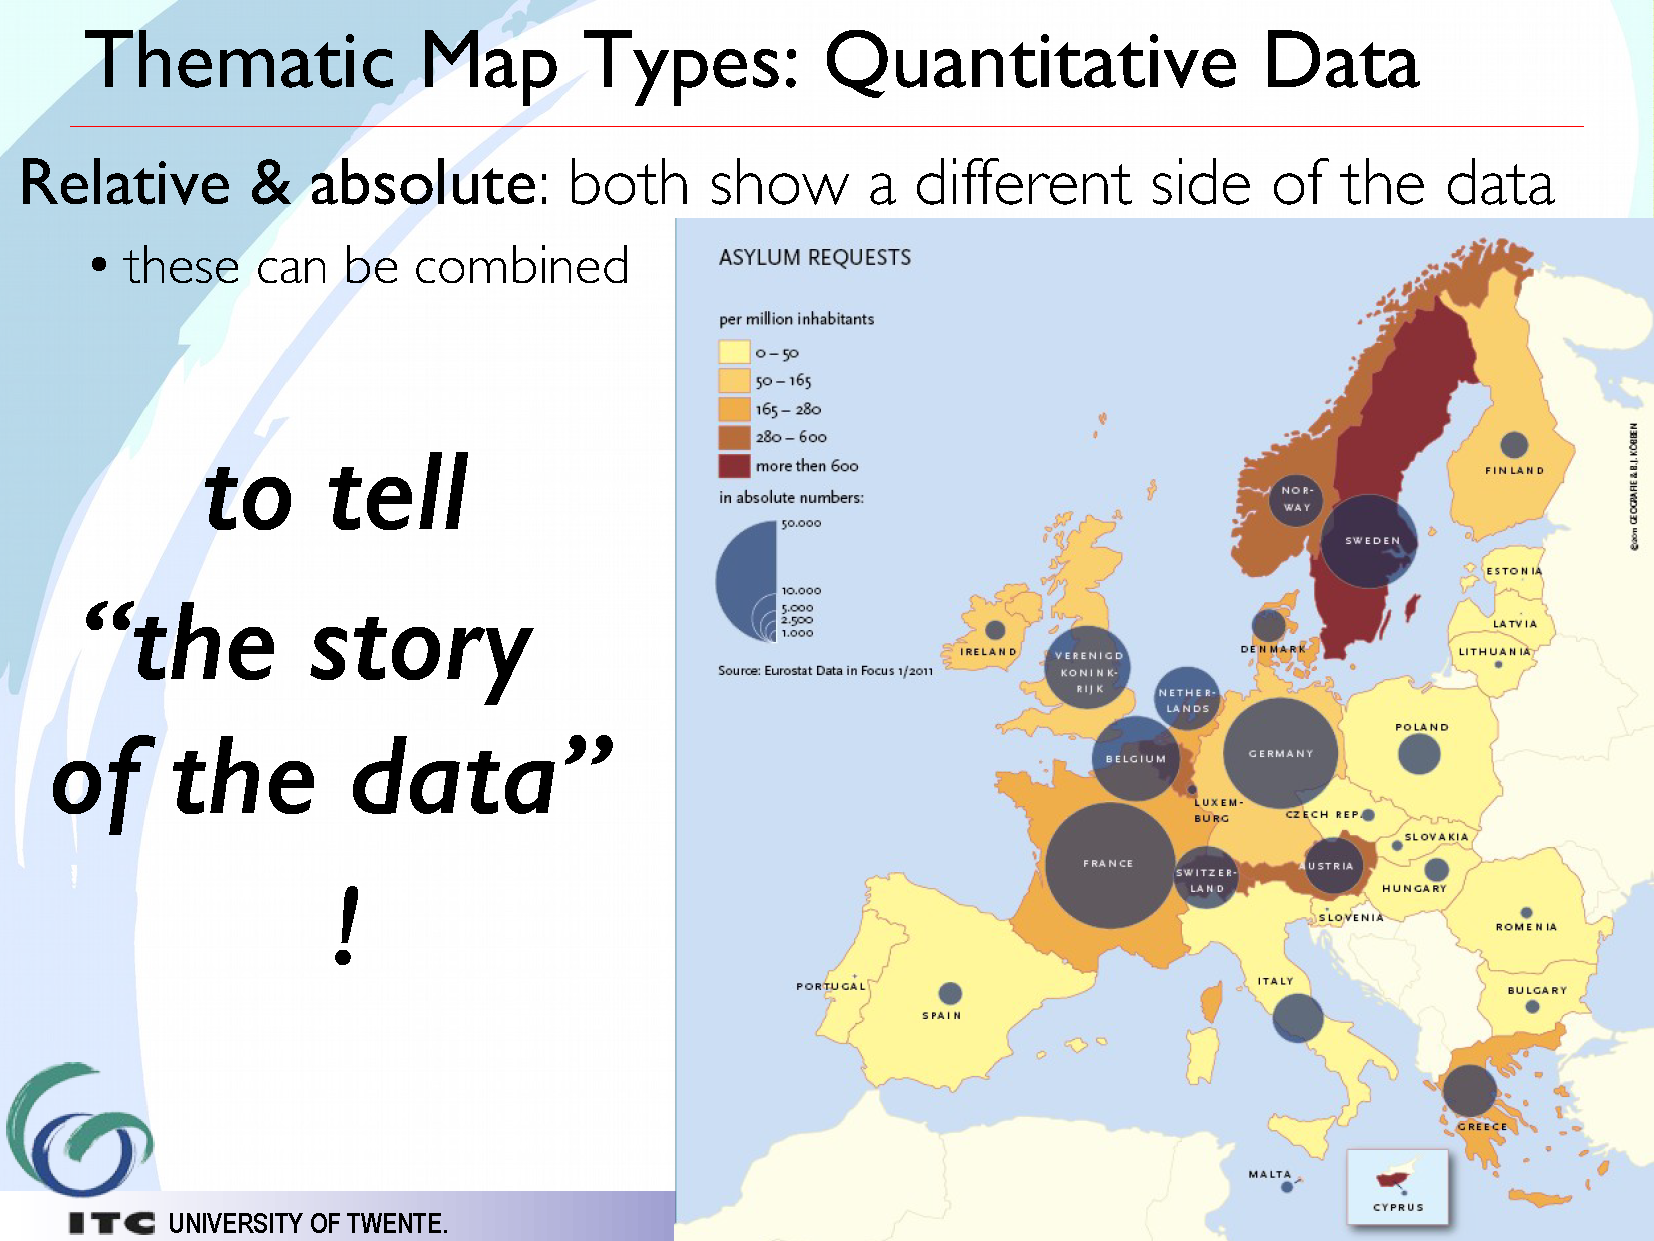 Thematic Map Types: Quantitative Data
Relative & absolute: both show a different side of the data
• these can be combined
to tell
“the story
of the data”
!
ASYLUM REQUESTS
per million inhabitants
0 – 50
50 – 165
165 – 280
280 – 600
more then 600
in absolute numbers:
50.000
10.000
5.000
2.500
1.000
Source: Eurostat Data in Focus 1/2011
©2011 GEOGRAFIE & B.J. KÖBBEN
FINLAND
NOR-
WAY
SWEDEN
ESTONIA
LATVIA
LITHUANIA
IRELAND
VERENIGD
KONINK-
RIJK
DENMARK
NETHER-
LANDS
BELGIUM
GERMANY
POLAND
LUXEM-
BURG
CZECH REP.
SLOVAKIA
FRANCE
SWITZER-
LAND
AUSTRIA
HUNGARY
SLOVENIA
ROMENIA
PORTUGAL
SPAIN
ITALY
BULGARY
GREECE
MALTA
CYPRUS
ITC UNIVERSITY OF TWENTE.